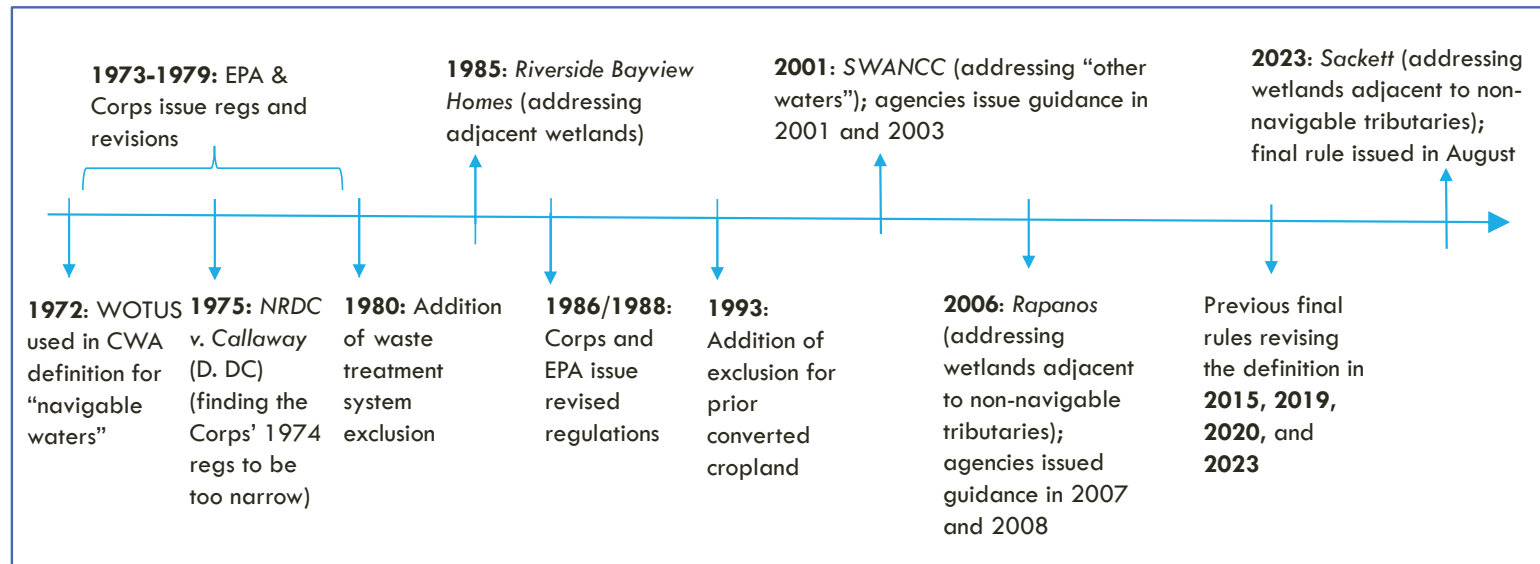 1973-1979: EPA &
Corps issue regs and
revisions
1985: Riverside Bayview
Homes (addressing
adjacent wetlands)
2001: SWANCC (addressing “other
waters”); agencies issue guidance in
2001 and 2003
2023: Sackett (addressing
wetlands adjacent to non-
navigable tributaries);
final rule issued in August
1972: WOTUS
used in CWA
definition for
“navigable
waters”
1975: NRDC
v. Callaway
(D. DC)
(finding the
Corps’ 1974
regs to be
too narrow)
1980: Addition
of waste
treatment
system
exclusion
1986/1988:
Corps and
EPA issue
revised
regulations
1993:
Addition of
exclusion for
prior
converted
cropland
2006: Rapanos
(addressing
wetlands adjacent
to non-navigable
tributaries);
agencies issued
guidance in 2007
and 2008
Previous final
rules revising
the definition in
2015, 2019,
2020, and
2023